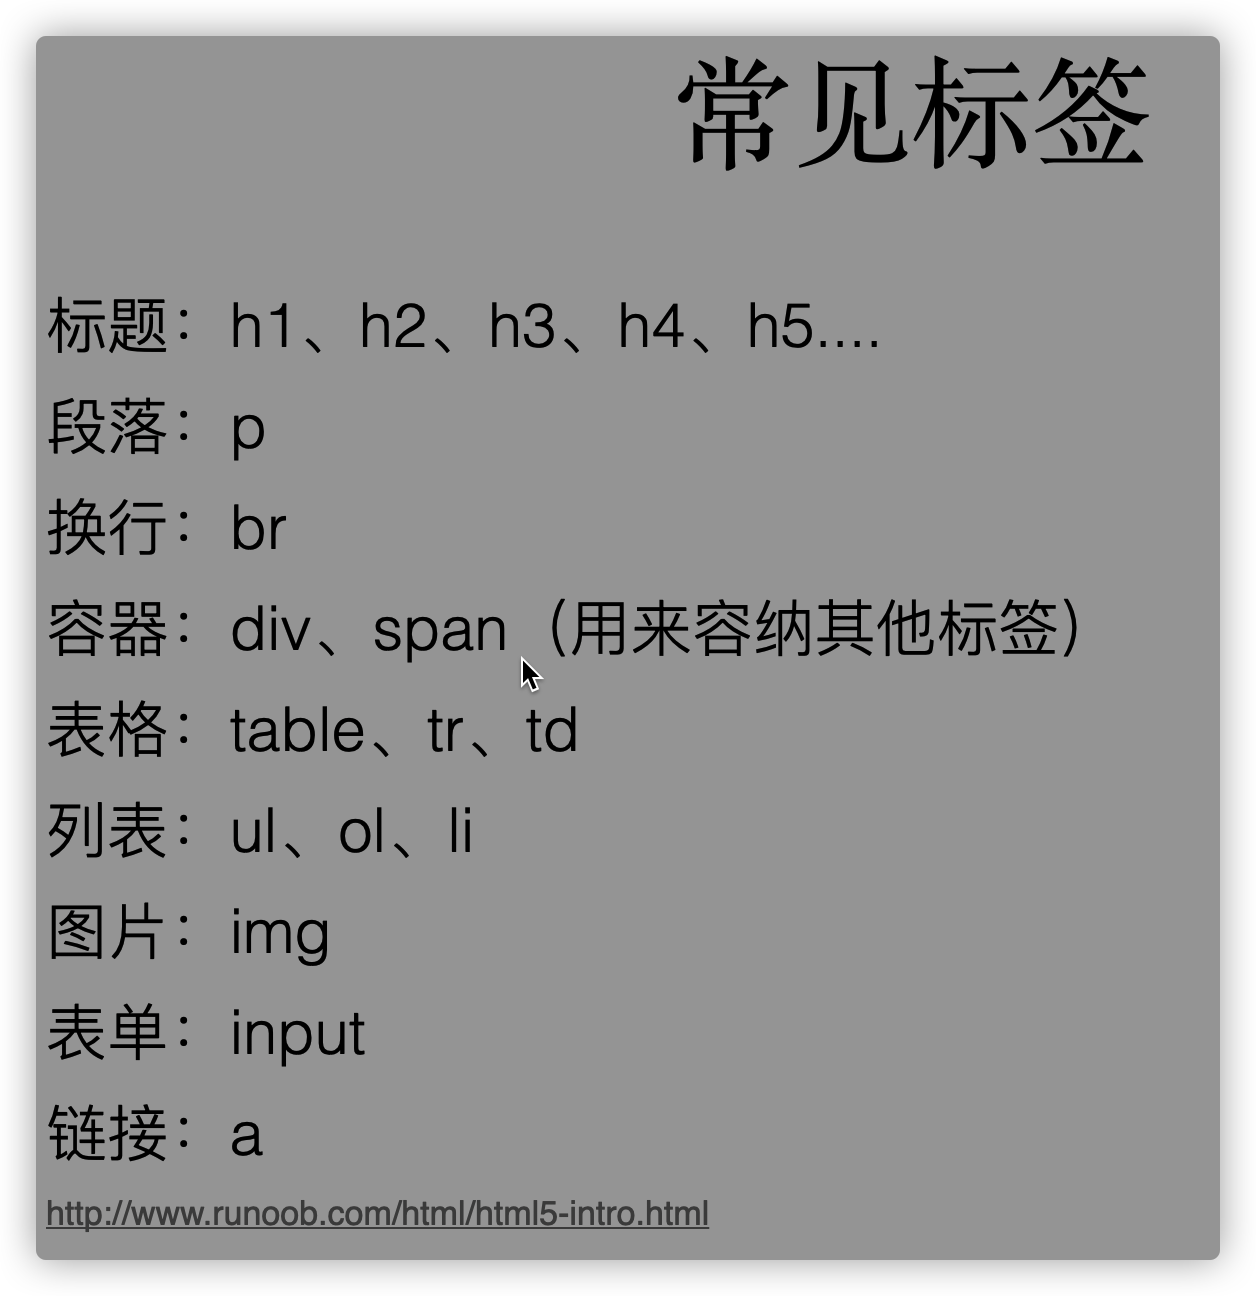 常见标签
标题：h1、h2、h3、h4、h5....
段落：p
换行：br
容器：div、span（用来容纳其他标签）
表格：table、tr、td
列表：ul、ol、li
图片：img
表单：input
链接：a
http://www.runoob.com/html/html5-intro.html